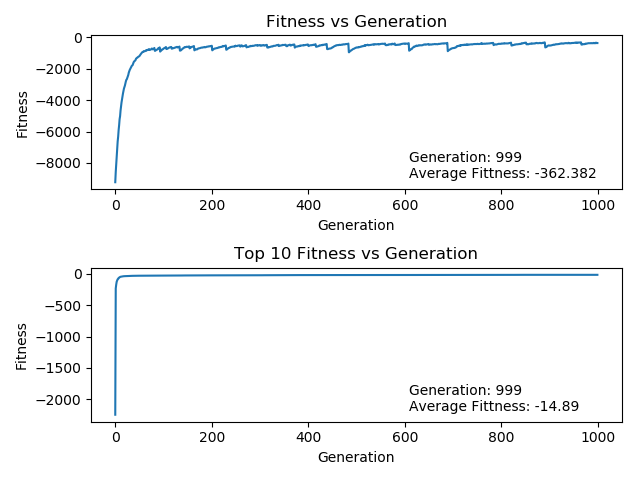 Fitness vs Generation
0
−2000
−4000
−6000
−8000
Fitness
Generation: 999
Average Fittness: -362.382
0 200 400 600 800 1000
Generation
Top 10 Fitness vs Generation
0
−500
−1000
−1500
−2000
Fitness
Generation: 999
Average Fittness: -14.89
0 200 400 600 800 1000
Generation